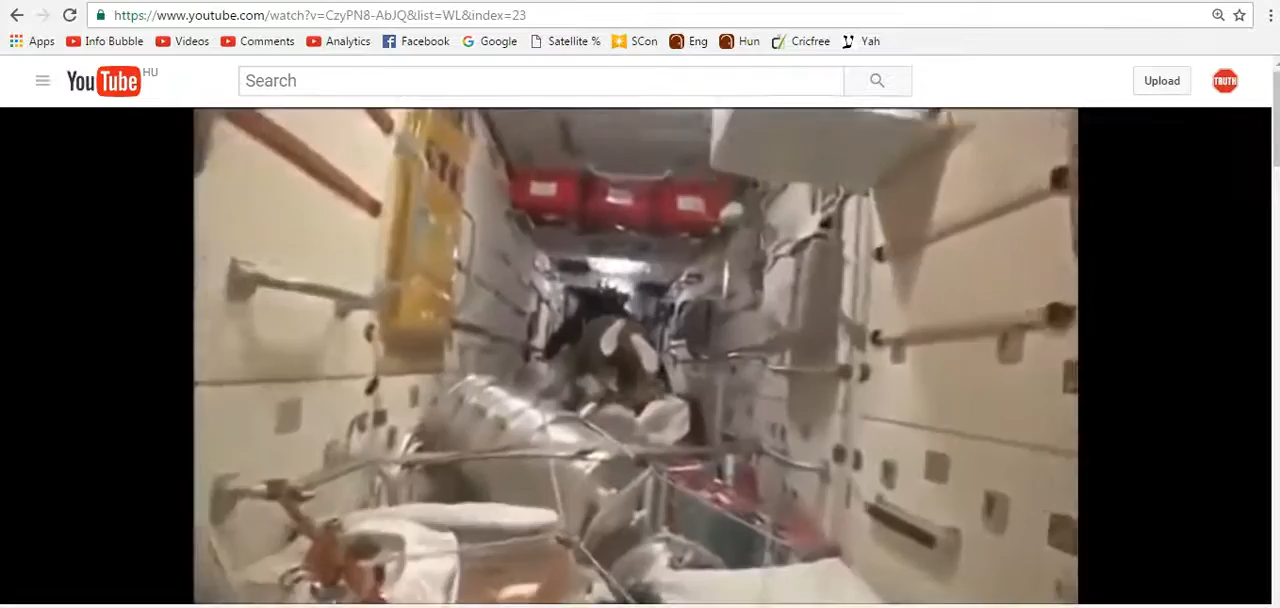 https://www.youtube.com/watch?v=CzyPN8-AbJQ&list=WL&index=23
Apps Info Bubble Videos Comments Analytics Facebook Google Satellite % SCon Eng Hun Cricfree Yah
YouTube HU Search Upload TRUTH